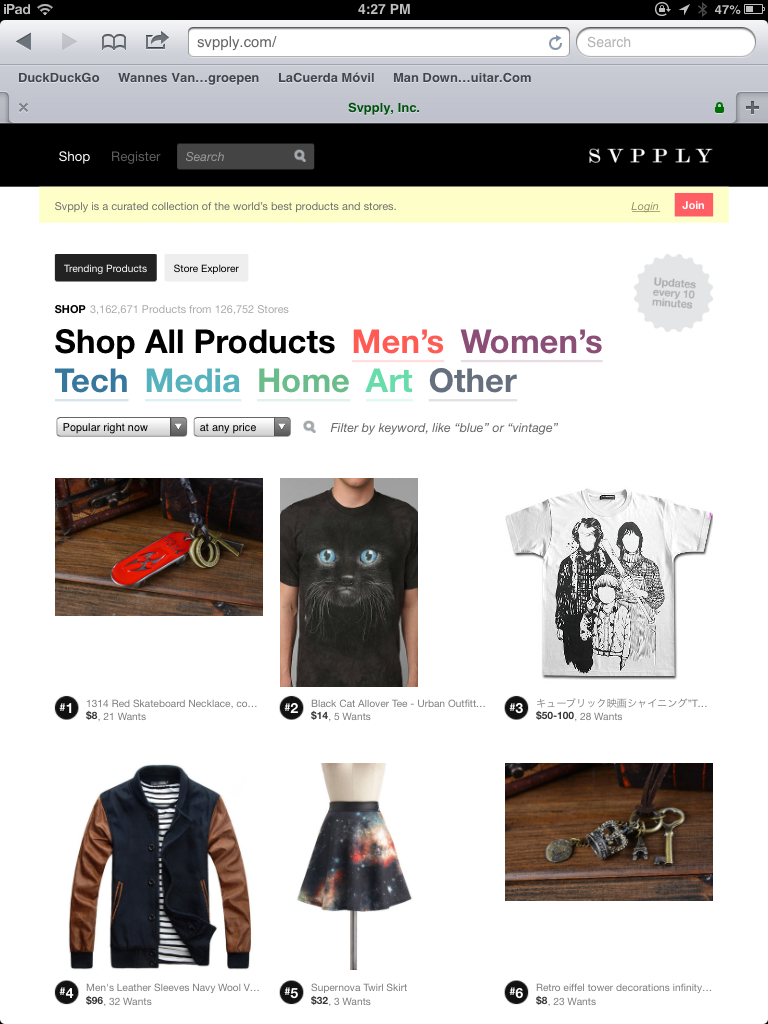 iPad 4:27 PM 47%
svpply.com/ Search
DuckDuckGo Wannes Van...groepen LaCuerda Móvil Man Down...uitar.Com
Svpply, Inc.
Shop Register Search SVPPLY
Svpply is a curated collection of the world's best products and stores. Login Join
Trending Products Store Explorer
Updates
every 10
minutes
SHOP 3,162,671 Products from 126,752 Stores
Shop All Products Men's Women's
Tech Media Home Art Other
Popular right now at any price Filter by keyword, like “blue” or “vintage”
#1 1314 Red Skateboard Necklace, co...
$8, 21 Wants
#2 Black Cat Allover Tee - Urban Outfitt...
$14, 5 Wants
#3 キューブリック映画シャイニング"T...
$50-100, 28 Wants
#4 Men's Leather Sleeves Navy Wool V...
$96, 32 Wants
#5 Supernova Twirl Skirt
$32, 3 Wants
#6 Retro eiffel tower decorations infinity...
$8, 23 Wants